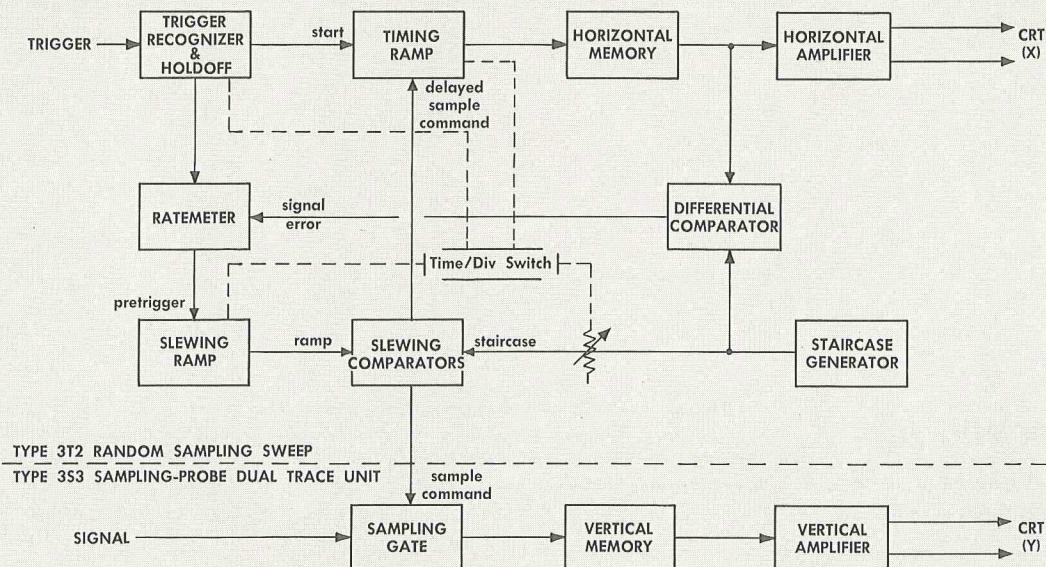 TRIGGER
TRIGGER
RECOGNIZER
&
HOLDOFF
start
TIMING
RAMP
HORIZONTAL
MEMORY
HORIZONTAL
AMPLIFIER
CRT
(X)
delayed
sample
command
RATEMETER
signal
error
DIFFERENTIAL
COMPARATOR
Time/Div Switch
pretrigger
SLEWING
RAMP
ramp
SLEWING
COMPARATORS
staircase
STAIRCASE
GENERATOR
TYPE 3T2 RANDOM SAMPLING SWEEP
TYPE 3S3 SAMPLING-PROBE DUAL TRACE UNIT
sample
command
SIGNAL
SAMPLING
GATE
VERTICAL
MEMORY
VERTICAL
AMPLIFIER
CRT
(Y)